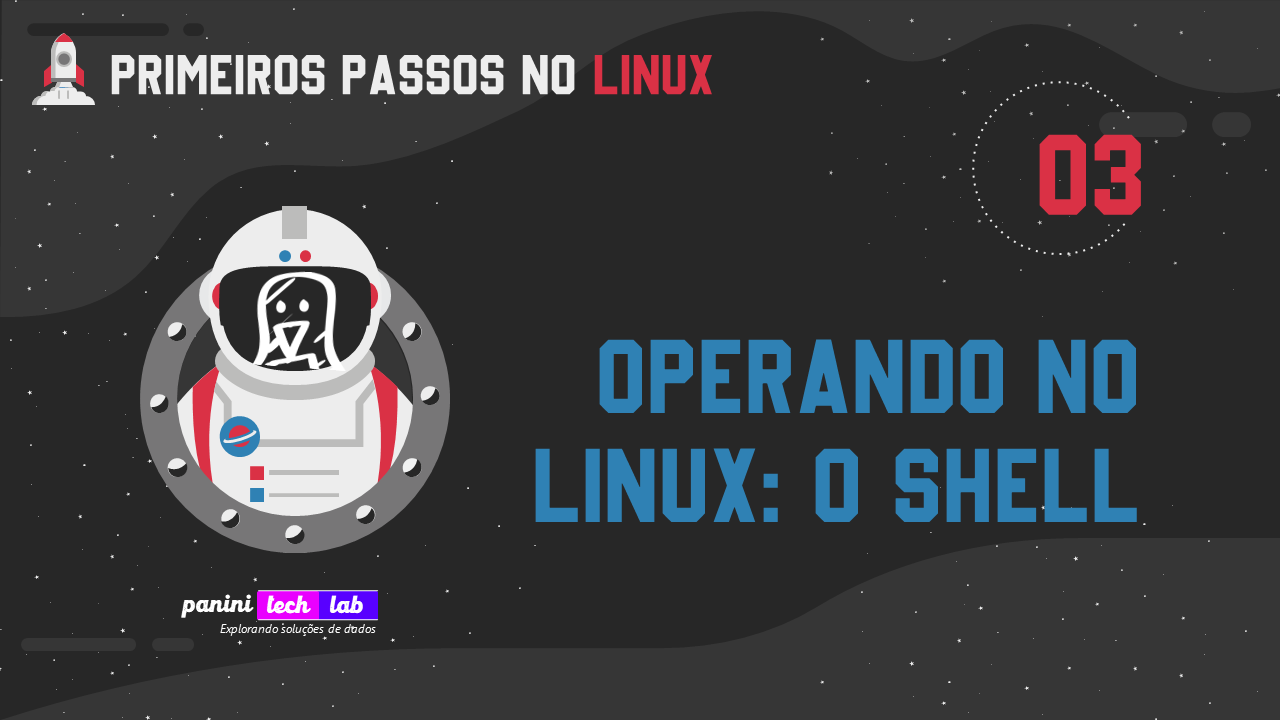 PRIMEIROS PASSOS NO LINUX
03
OPERANDO NO
LINUX: O SHELL
panini tech lab
Explorando soluções de dados